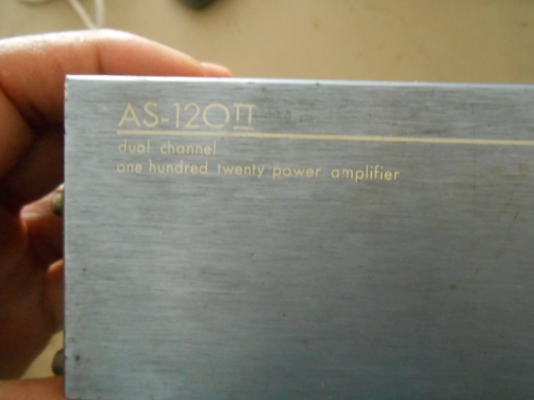 AS-120II
dual channel
one hundred twenty power amplifier